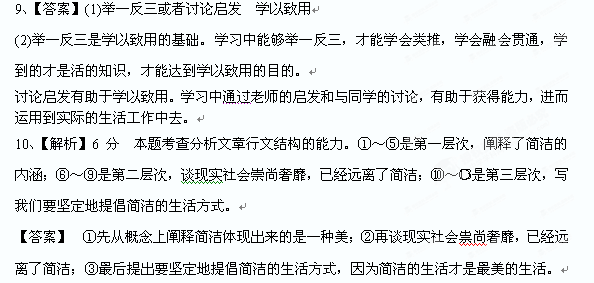 9、【答案】(1)举一反三或者讨论启发　学以致用
(2)举一反三是学以致用的基础。学习中能够举一反三，才能学会类推，学会融会贯通，学
到的才是活的知识，才能达到学以致用的目的。
讨论启发有助于学以致用。学习中通过老师的启发和与同学的讨论，有助于获得能力，进而
运用到实际的生活工作中去。
10、【解析】6 分　本题考查分析文章行文结构的能力。①～⑤是第一层次，阐释了简洁的
内涵；⑥～⑨是第二层次，谈现实社会崇尚奢靡，已经远离了简洁；⑩～⑬是第三层次，写
我们要坚定地提倡简洁的生活方式。
【答案】　①先从概念上阐释简洁体现出来的是一种美；②再谈现实社会崇尚奢靡，已经远
离了简洁；③最后提出要坚定地提倡简洁的生活方式，因为简洁的生活才是最美的生活。